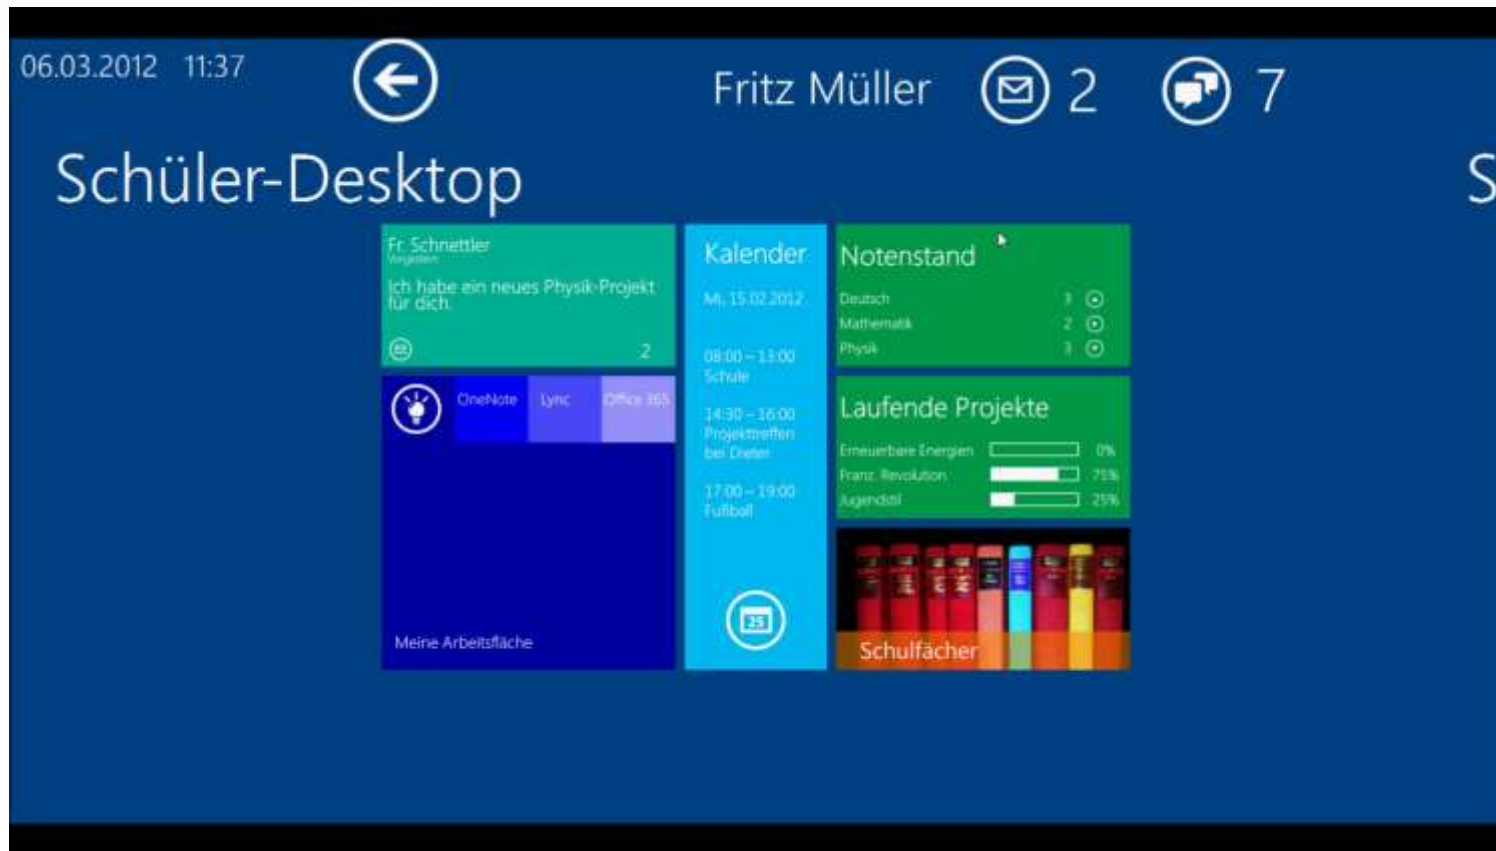 06.03.2012 11:37
Fritz Müller
2
7
Schüler-Desktop
S
Fr. Schnettler
Vorgestern
Ich habe ein neues Physik-Projekt
für dich.
2
OneNote
Lync
Office 365
Meine Arbeitsfläche
Kalender
Mi, 15.02.2012
08:00 – 13:00
Schule
14:30 – 16:00
Projekttreffen
bei Dieter
17:00 – 19:00
Fußball
25
Notenstand
Deutsch 3
Mathematik 2
Physik 3
Laufende Projekte
Erneuerbare Energien 0%
Franz. Revolution 75%
Jugendstil 25%
Schulfächer